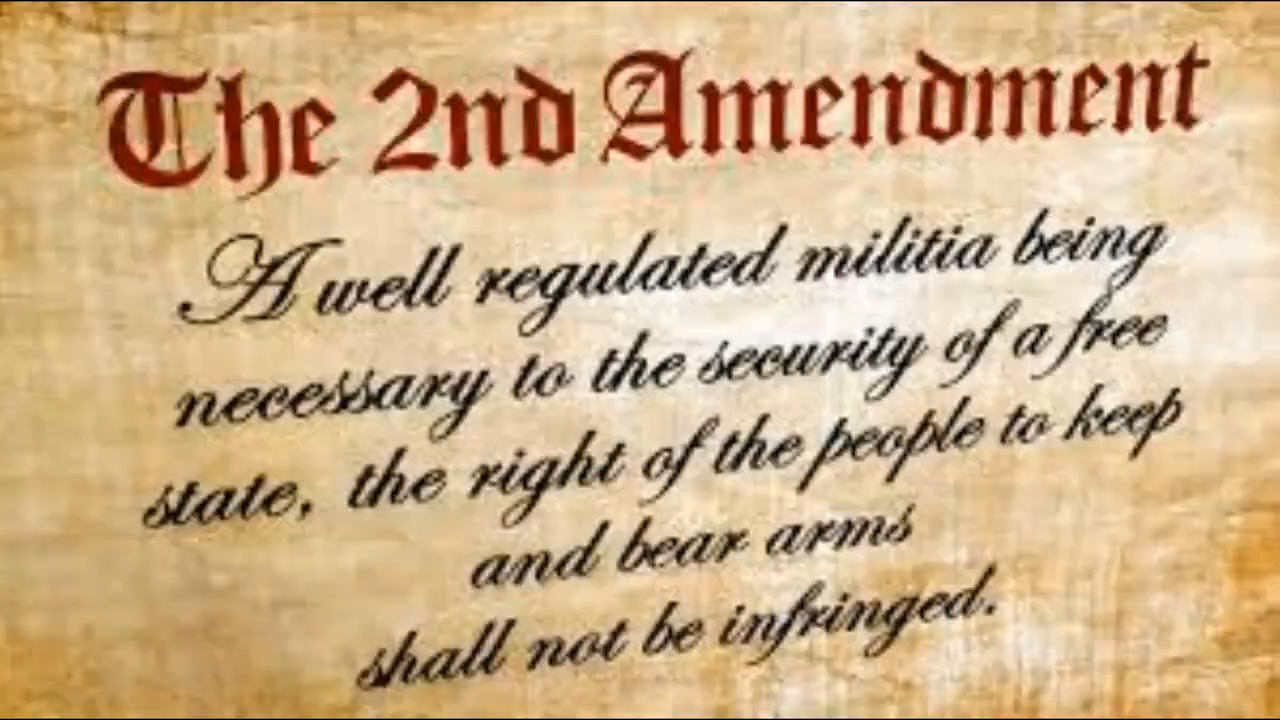 The 2nd Amendment
A well regulated militia being
necessary to the security of a free
state, the right of the people to keep
and bear arms
shall not be infringed.